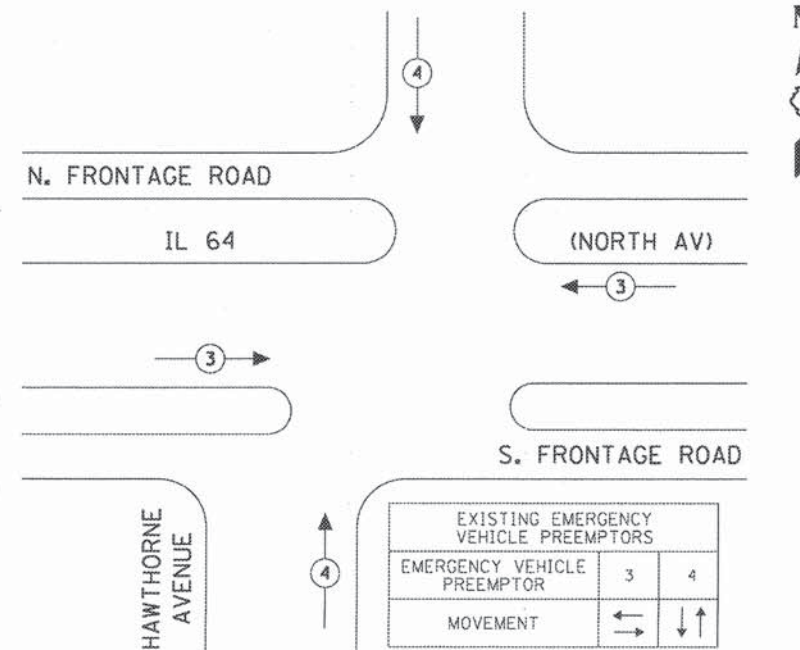 4
N. FRONTAGE ROAD
IL 64
(NORTH AV)
3
3
S. FRONTAGE ROAD
HAWTHORNE
AVENUE
4
EXISTING EMERGENCY
VEHICLE PREEMPTORS
EMERGENCY VEHICLE
PREEMPTOR
3
4
MOVEMENT